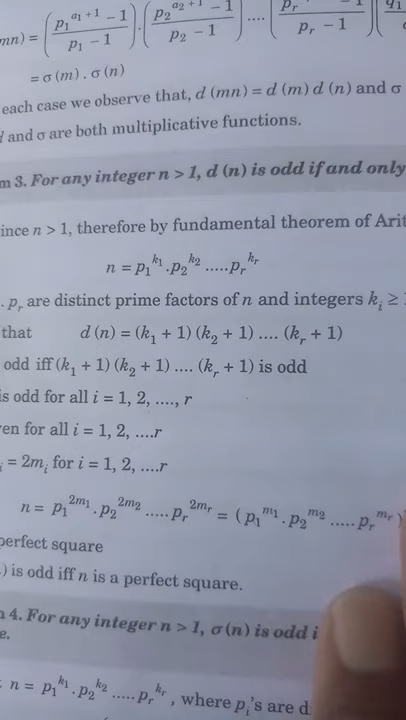 mn) = (p₁^(a₁ + 1) − 1 / p₁ − 1) . (p₂^(a₂ + 1) − 1 / p₂ − 1) .... (− 1 / pᵣ − 1) (
= σ (m) . σ (n)
each case we observe that, d (mn) = d (m) d (n) and σ
and σ are both multiplicative functions.
m 3. For any integer n > 1, d (n) is odd if and only
ince n > 1, therefore by fundamental theorem of Arit
n = p₁^k₁ . p₂^k₂ ..... pᵣ^kᵣ
. pᵣ are distinct prime factors of n and integers kᵢ ≥
that d (n) = (k₁ + 1) (k₂ + 1) .... (kᵣ + 1)
odd iff (k₁ + 1) (k₂ + 1) .... (kᵣ + 1) is odd
is odd for all i = 1, 2, ...., r
en for all i = 1, 2, ....r
ᵢ = 2mᵢ for i = 1, 2, ....r
n = p₁^2m₁ . p₂^2m₂ ..... pᵣ^2mᵣ = (p₁^m₁ . p₂^m₂ ..... pᵣ^mᵣ)
perfect square
) is odd iff n is a perfect square.
4. For any integer n > 1, σ (n) is odd i
e.
n = p₁^k₁ . p₂^k₂ ..... pᵣ^kᵣ , where pᵢ's are d